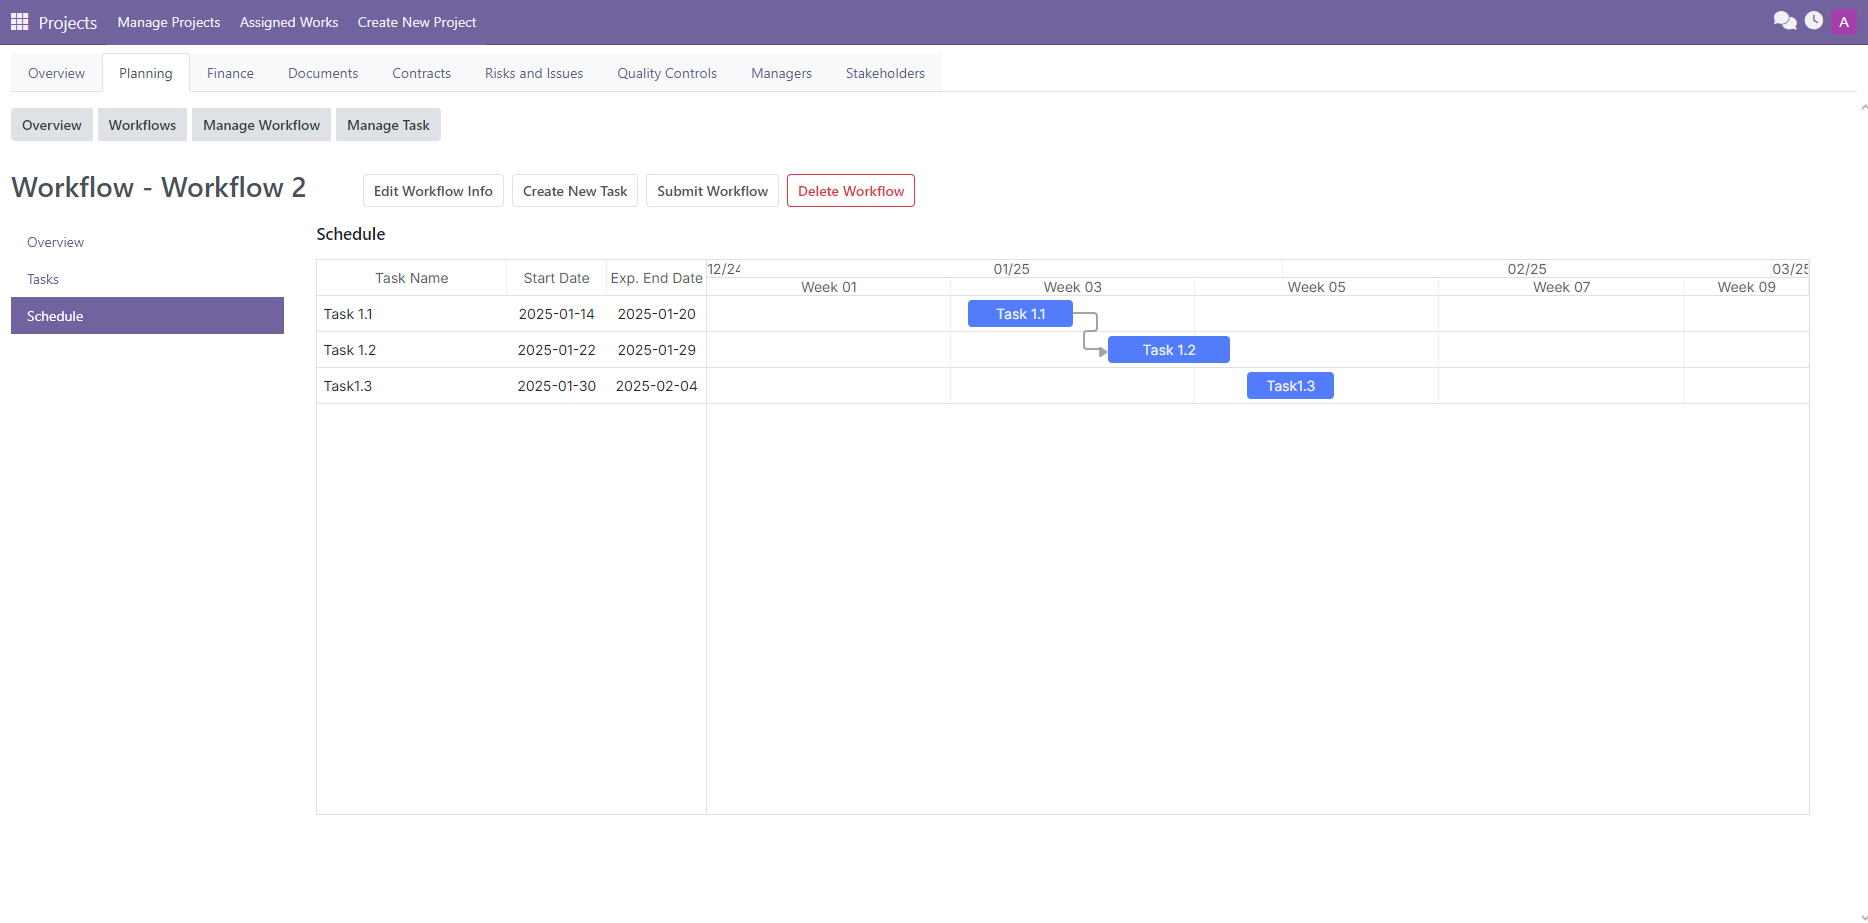 Projects Manage Projects Assigned Works Create New Project A
Overview Planning Finance Documents Contracts Risks and Issues Quality Controls Managers Stakeholders
Overview Workflows Manage Workflow Manage Task
Workflow - Workflow 2 Edit Workflow Info Create New Task Submit Workflow Delete Workflow
Overview
Tasks
Schedule
Schedule
Task Name Start Date Exp. End Date
12/24 01/25 02/25 03/25
Week 01 Week 03 Week 05 Week 07 Week 09
Task 1.1 2025-01-14 2025-01-20 Task 1.1
Task 1.2 2025-01-22 2025-01-29 Task 1.2
Task1.3 2025-01-30 2025-02-04 Task1.3